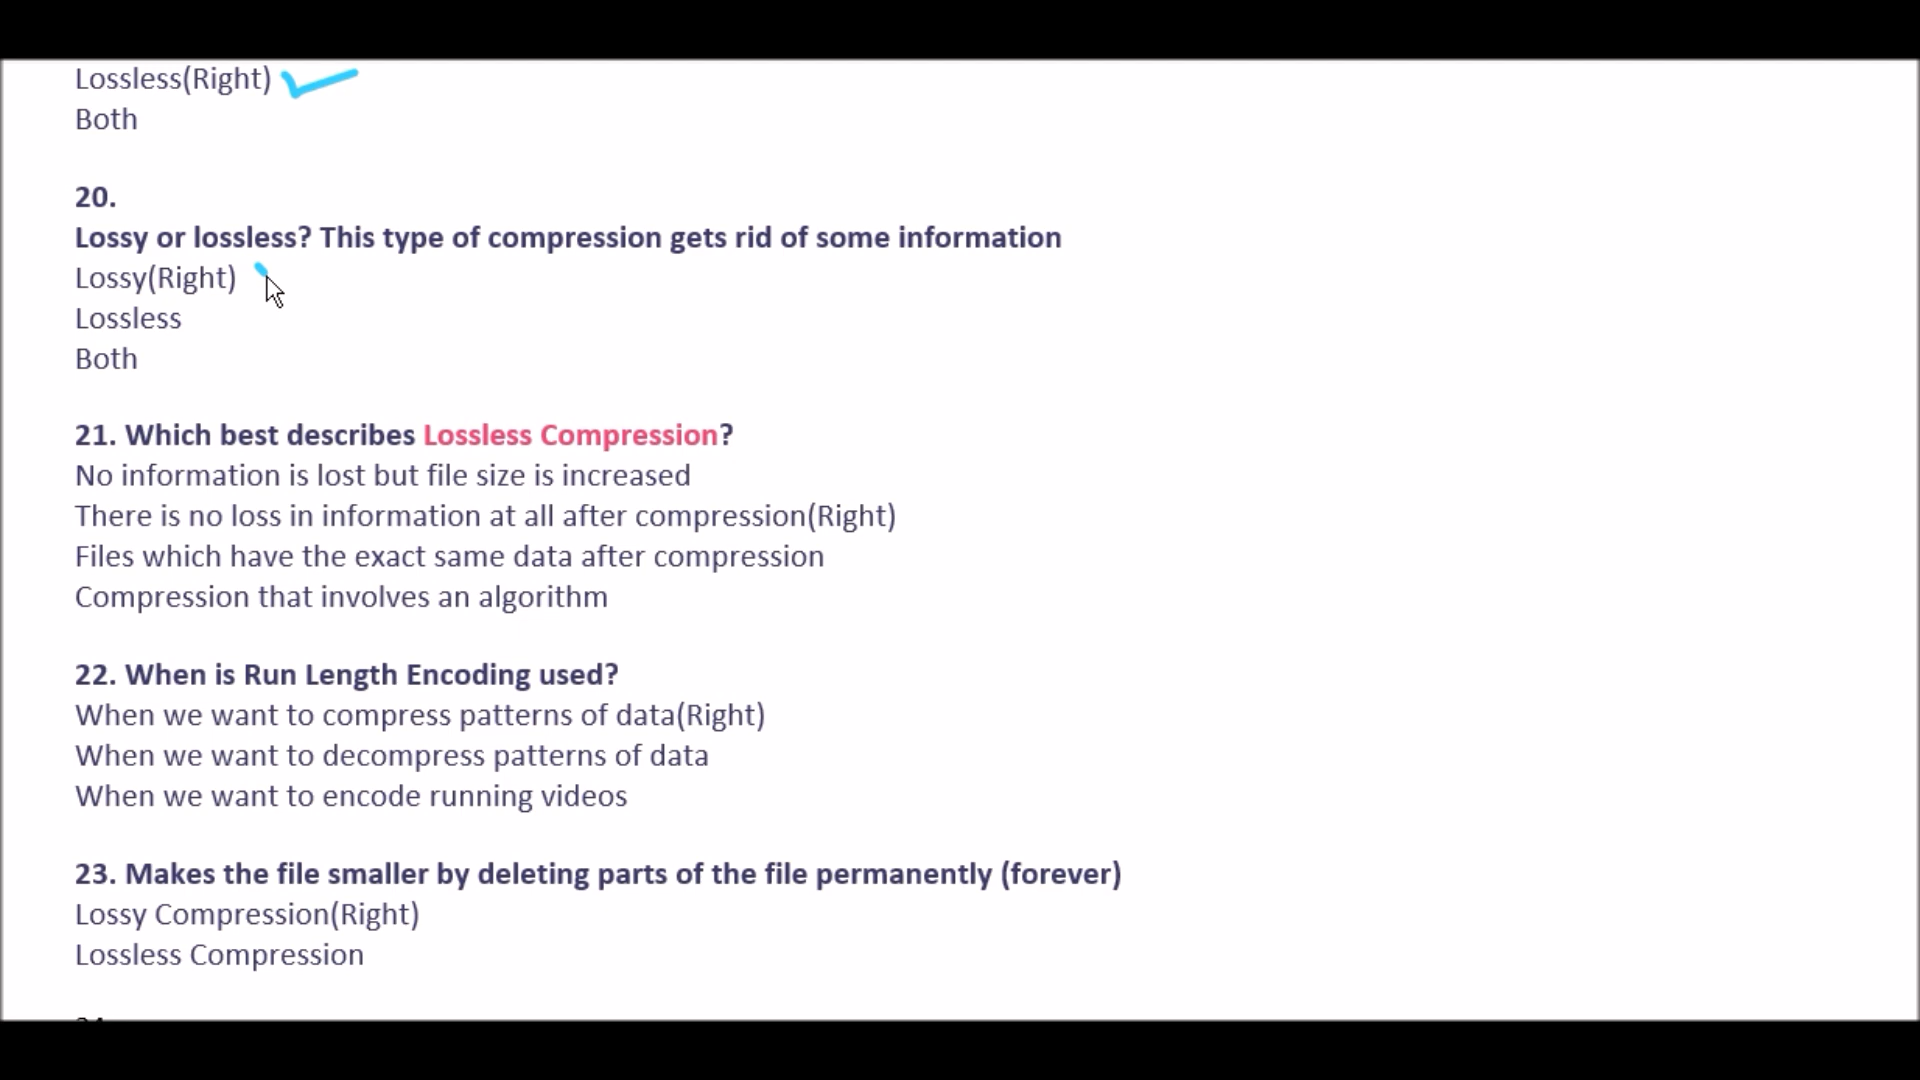 Lossless(Right)
Both
20.
Lossy or lossless? This type of compression gets rid of some information
Lossy(Right)
Lossless
Both
21. Which best describes Lossless Compression?
No information is lost but file size is increased
There is no loss in information at all after compression(Right)
Files which have the exact same data after compression
Compression that involves an algorithm
22. When is Run Length Encoding used?
When we want to compress patterns of data(Right)
When we want to decompress patterns of data
When we want to encode running videos
23. Makes the file smaller by deleting parts of the file permanently (forever)
Lossy Compression(Right)
Lossless Compression